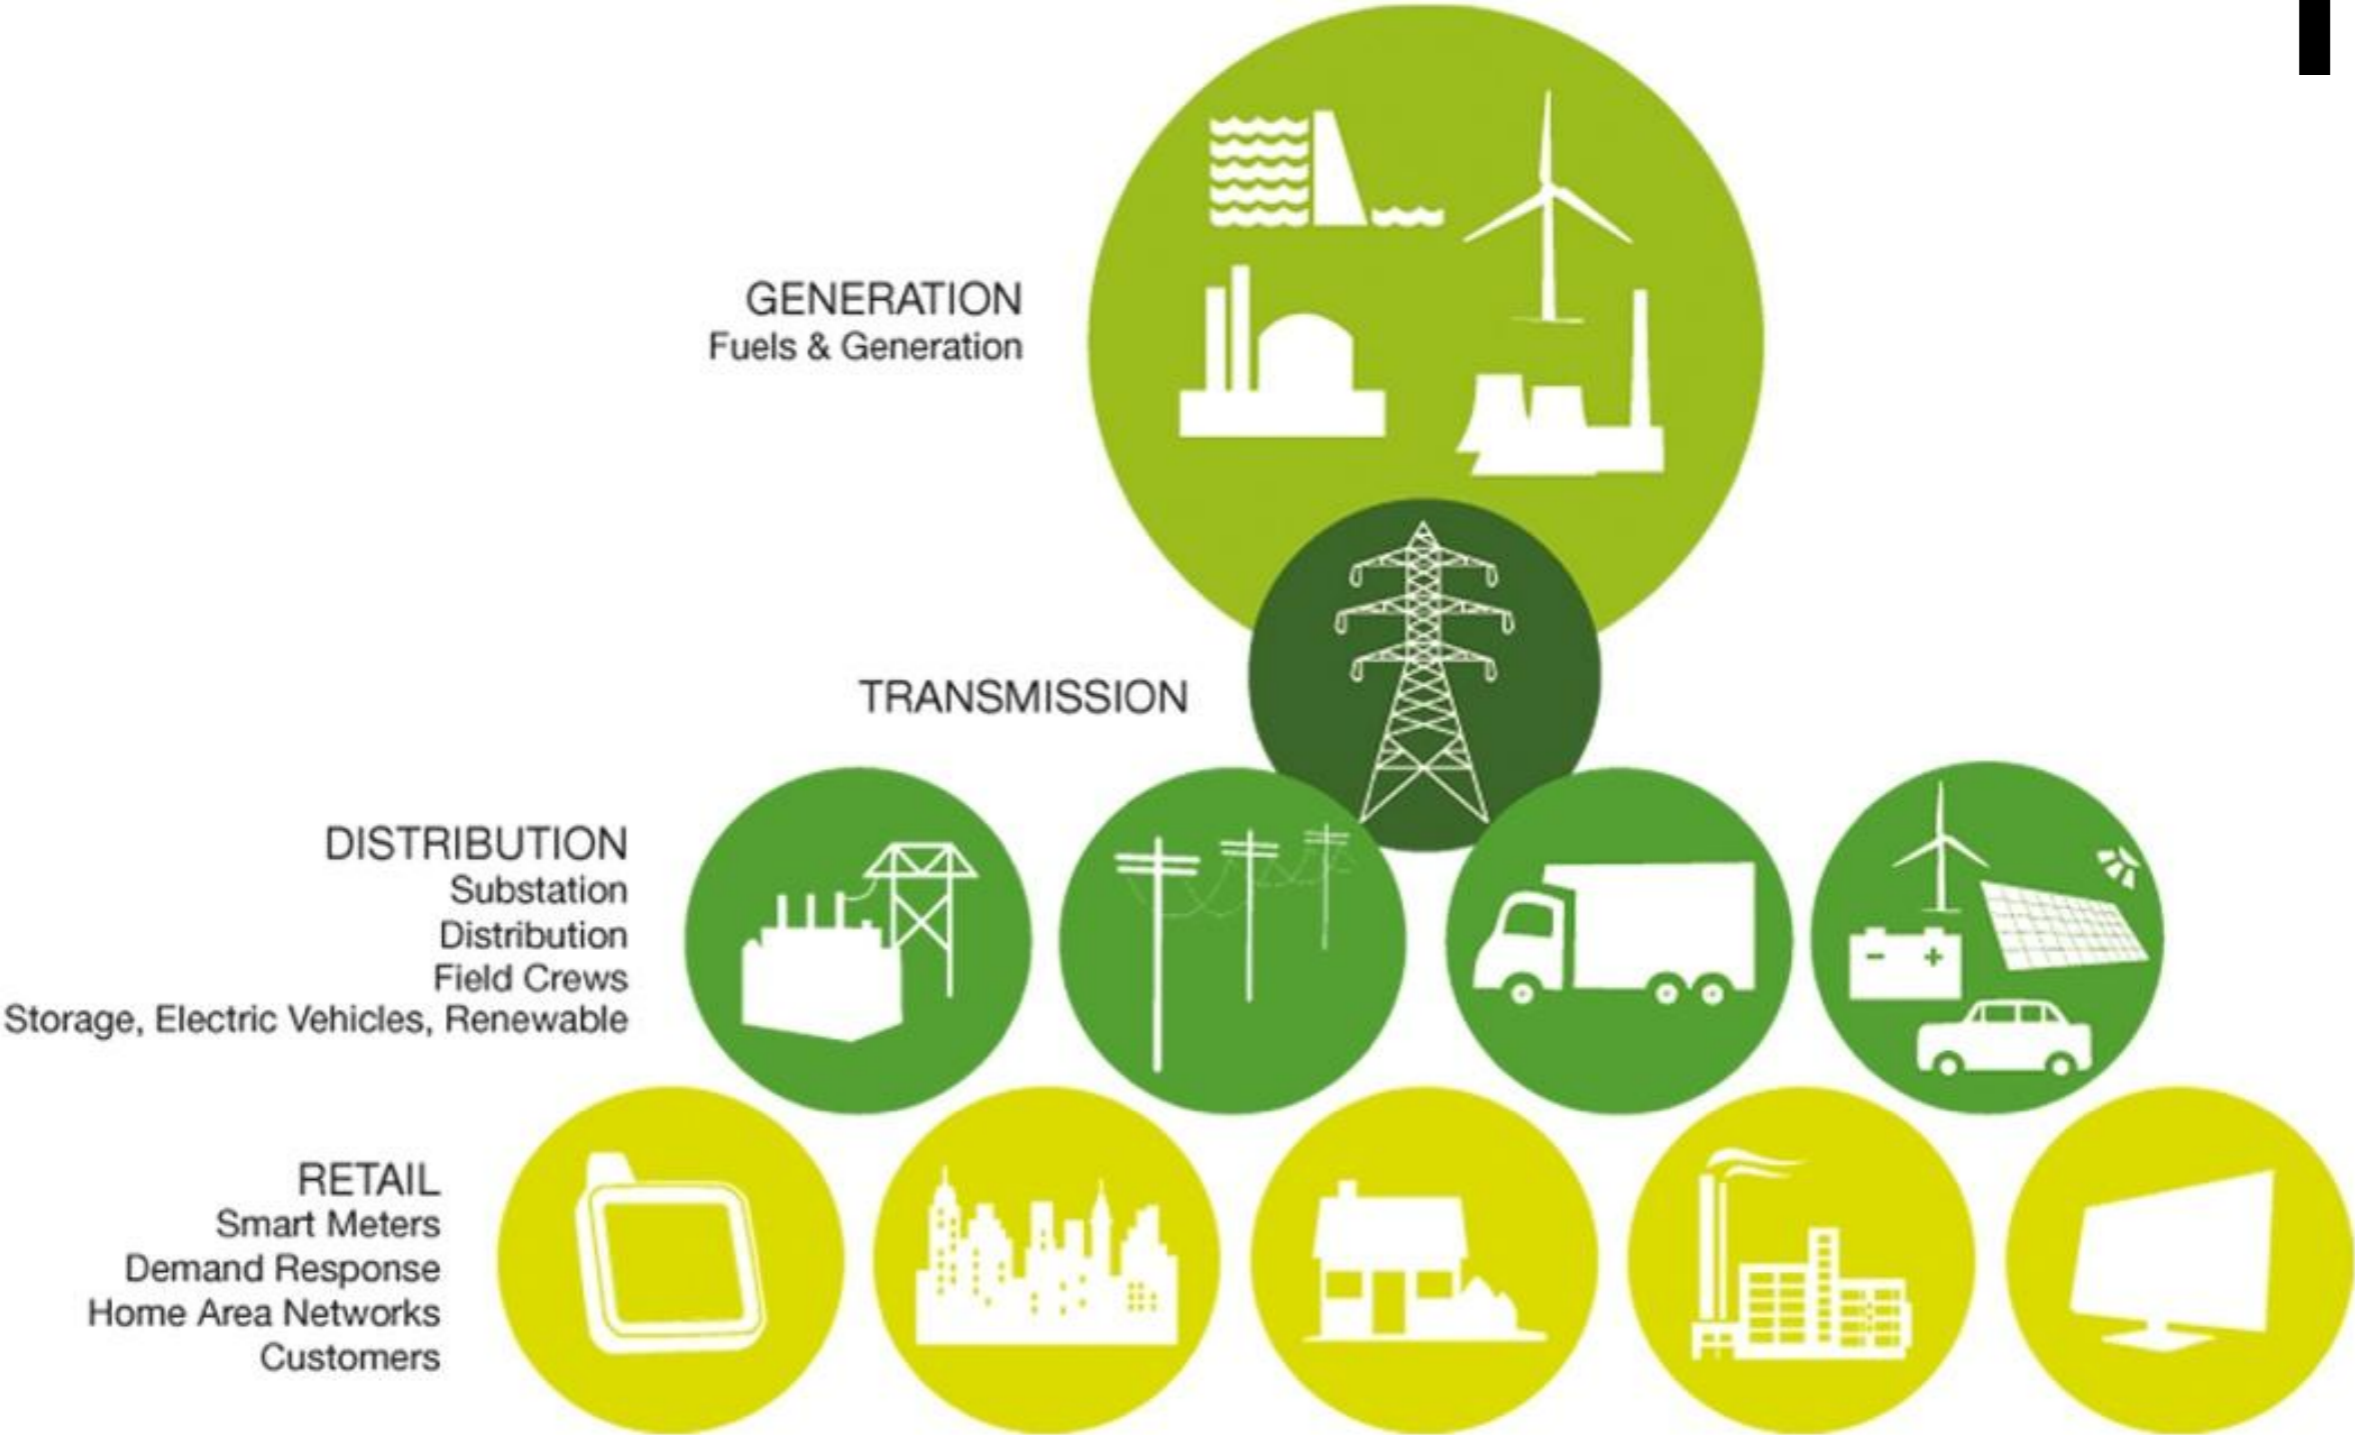 GENERATION
Fuels & Generation
TRANSMISSION
DISTRIBUTION
Substation
Distribution
Field Crews
Storage, Electric Vehicles, Renewable
RETAIL
Smart Meters
Demand Response
Home Area Networks
Customers